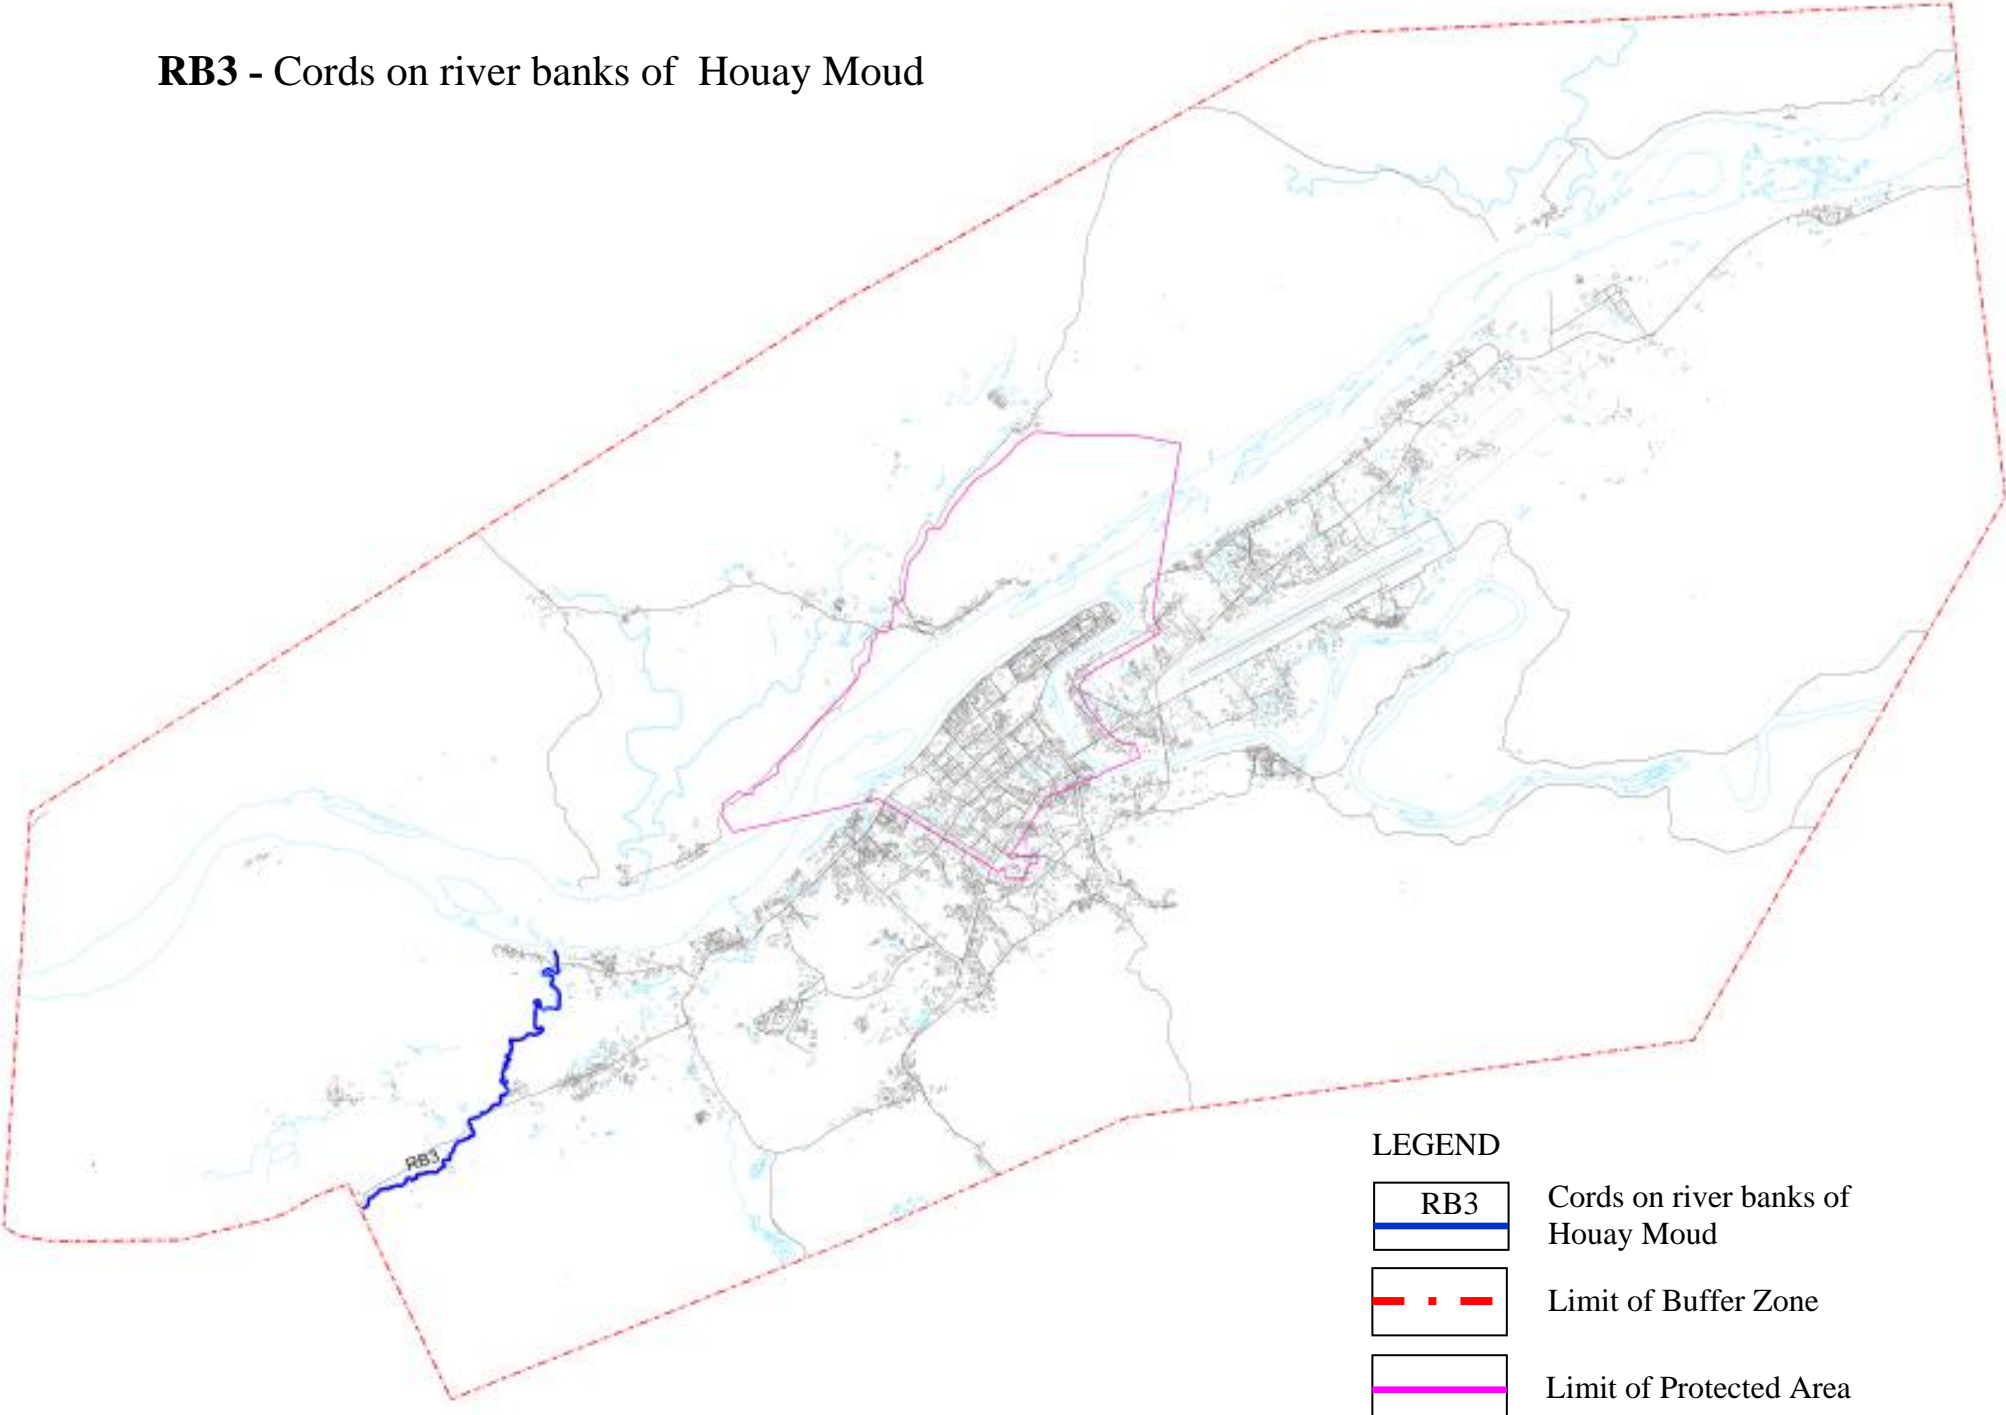 RB3 - Cords on river banks of Houay Moud
RB3
LEGEND
RB3
Cords on river banks of
Houay Moud
Limit of Buffer Zone
Limit of Protected Area